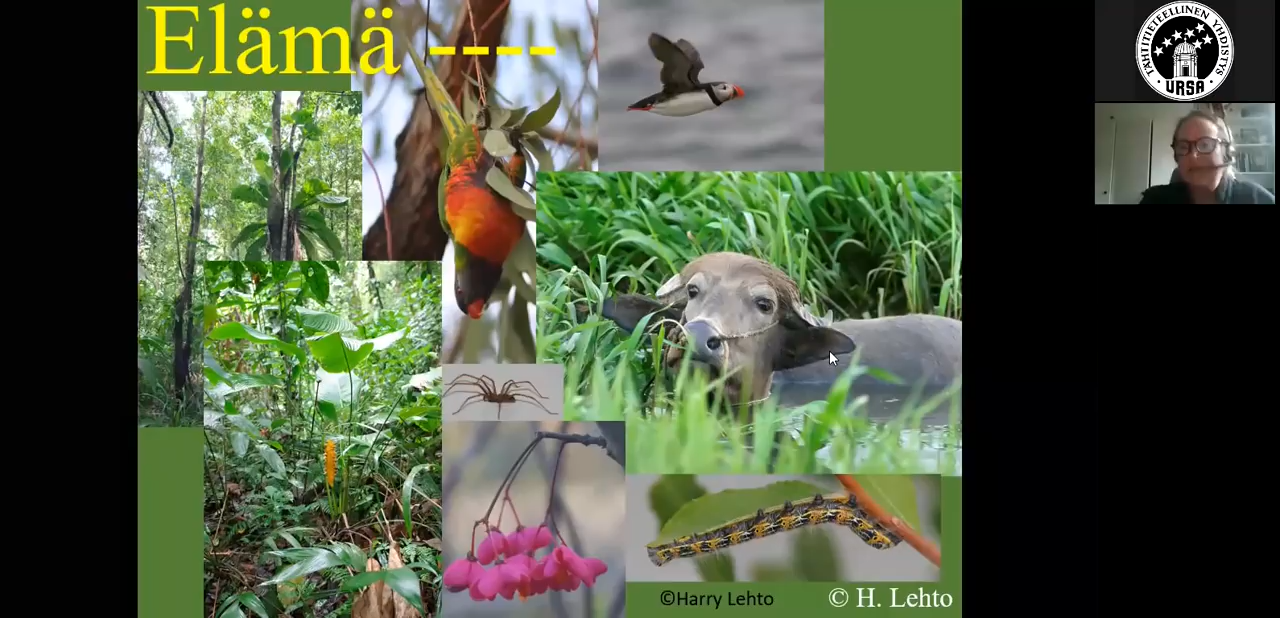 Elämä ----
©Harry Lehto
© H. Lehto
TÄHTITIETEELLINEN YHDISTYS
URSA